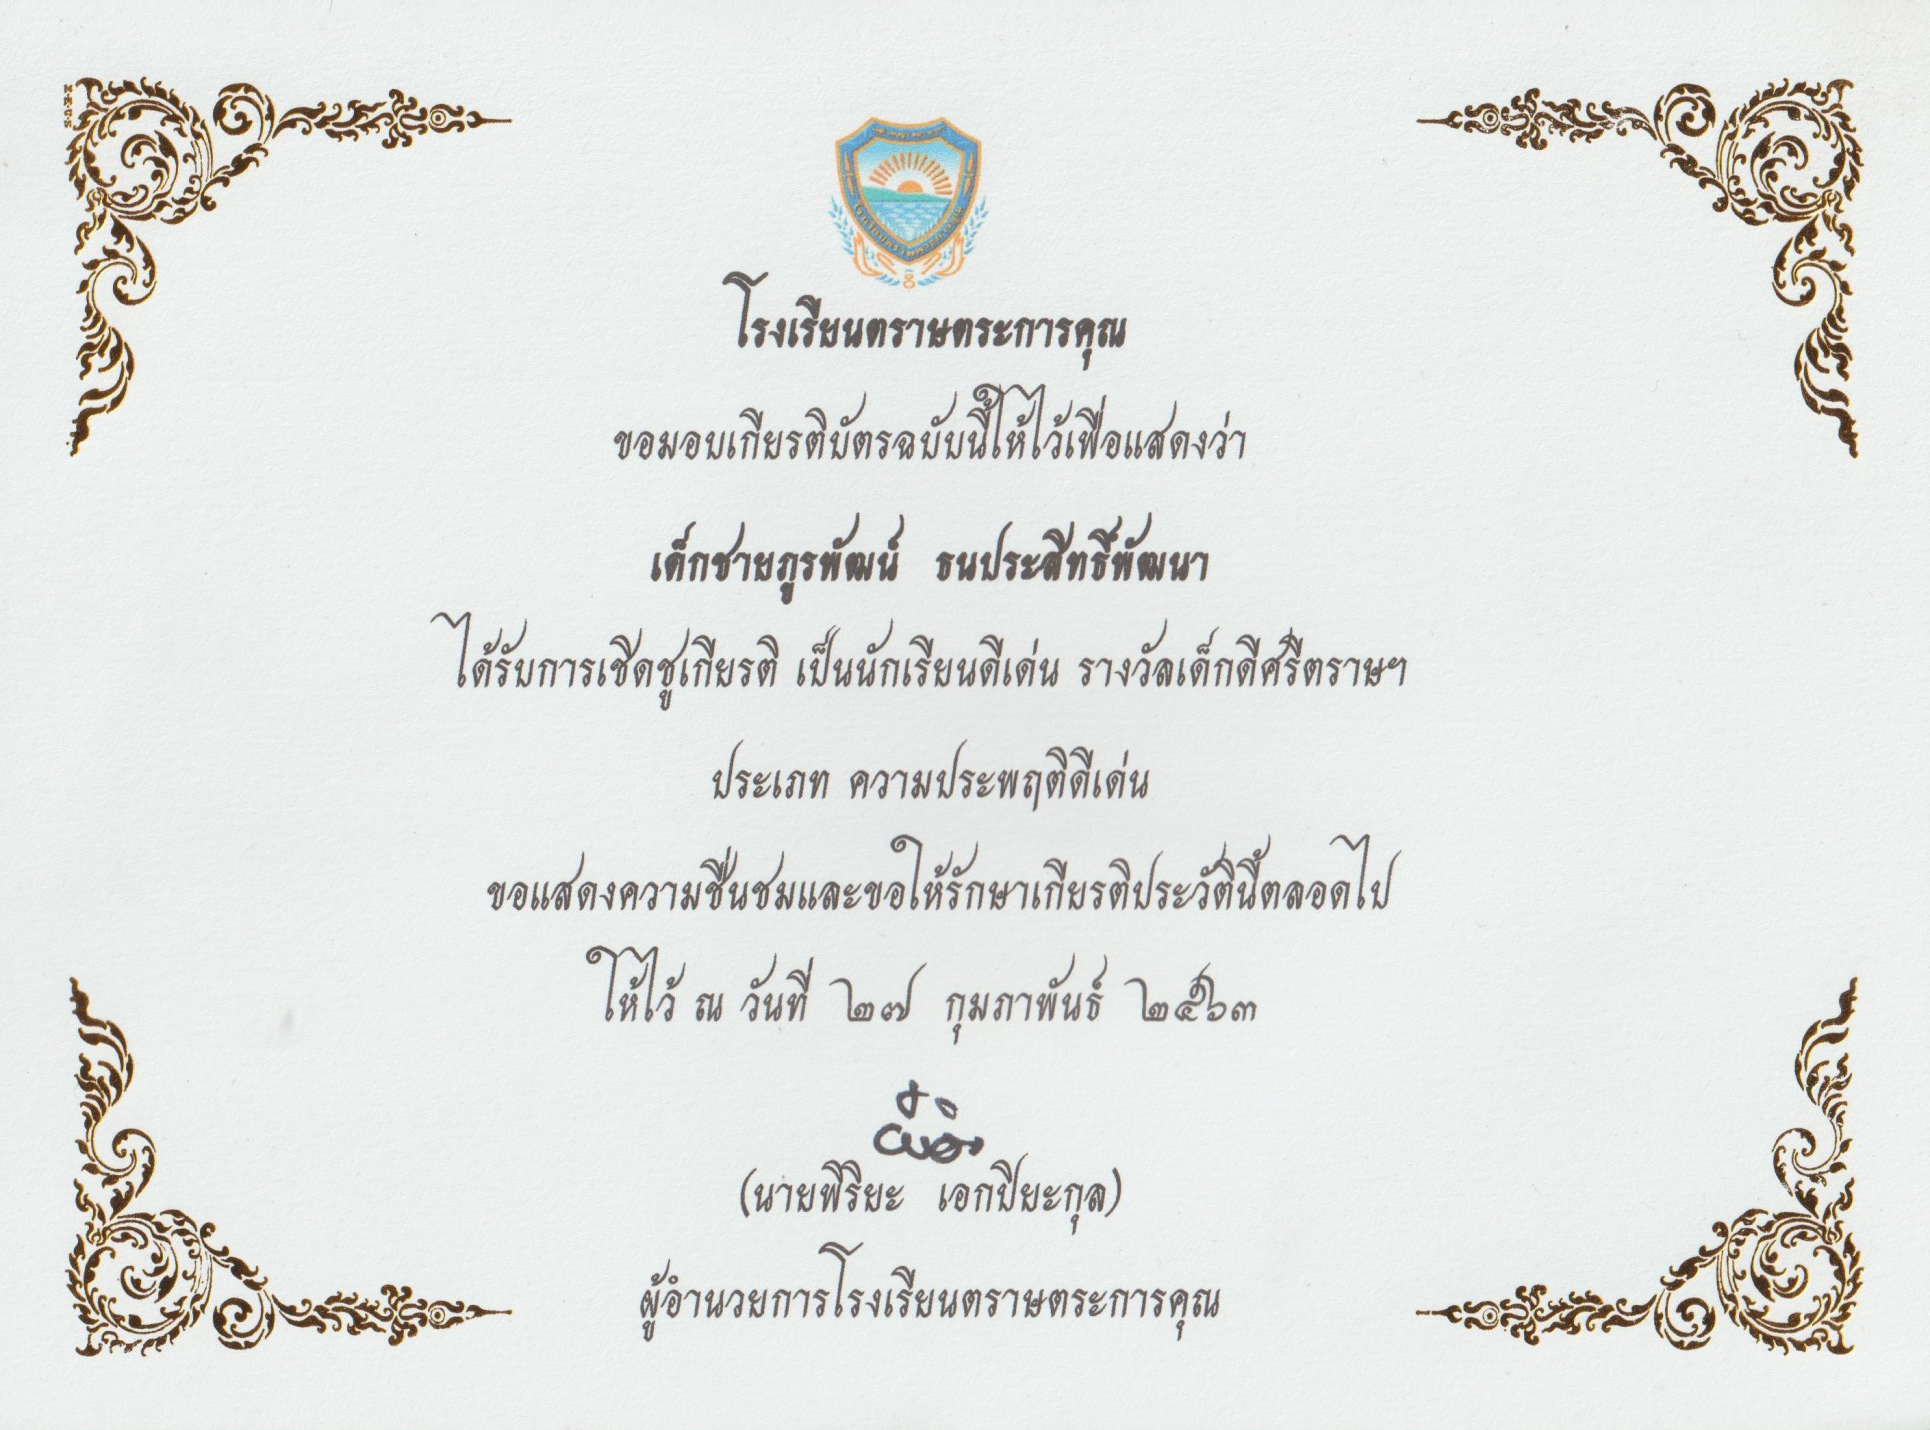 โรงเรียนตราษตระการคุณ
ขอมอบเกียรติบัตรฉบับนี้ให้ไว้เพื่อแสดงว่า
เด็กชายภูรพัฒน์ ธนประสิทธิ์พัฒนา
ได้รับการเชิดชูเกียรติ เป็นนักเรียนดีเด่น รางวัลเด็กดีศรีตราษฯ
ประเภท ความประพฤติดีเด่น
ขอแสดงความชื่นชมและขอให้รักษาเกียรติประวัตินี้ตลอดไป
ให้ไว้ ณ วันที่ ๒๗ กุมภาพันธ์ ๒๕๖๓
(นายพิริยะ เอกปิยะกุล)
ผู้อำนวยการโรงเรียนตราษตระการคุณ